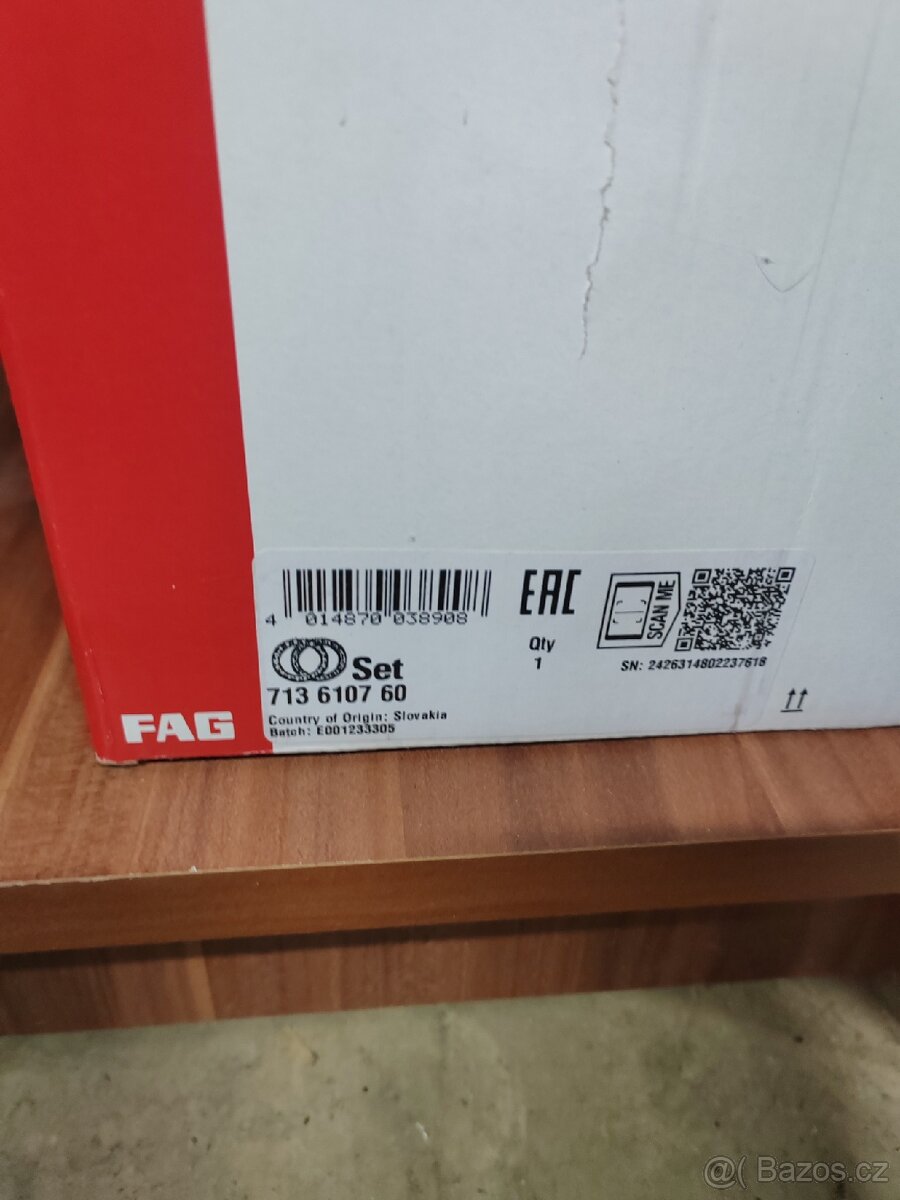 4 014870 038908
EAC
SCAN ME
Qty
1
SN: 2426314802237618
Set
713 6107 60
Country of Origin: Slovakia
Batch: E001233305
FAG
@( Bazos.cz